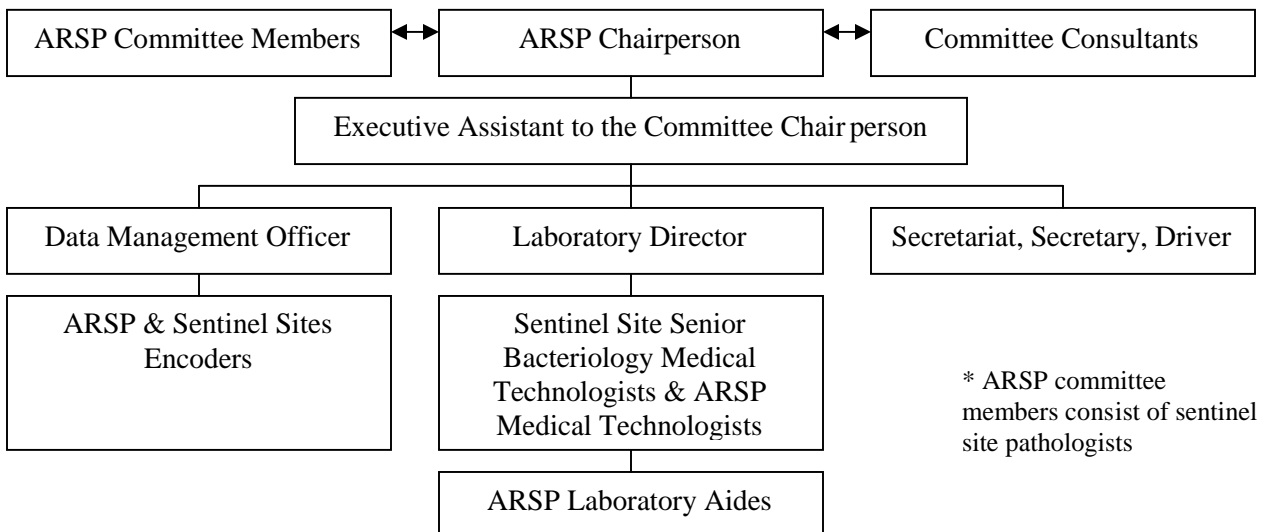 ARSP Committee Members
ARSP Chairperson
Committee Consultants
Executive Assistant to the Committee Chairperson
Data Management Officer
Laboratory Director
Secretariat, Secretary, Driver
ARSP & Sentinel Sites
Encoders
Sentinel Site Senior
Bacteriology Medical
Technologists & ARSP
Medical Technologists
* ARSP committee
members consist of sentinel
site pathologists
ARSP Laboratory Aides